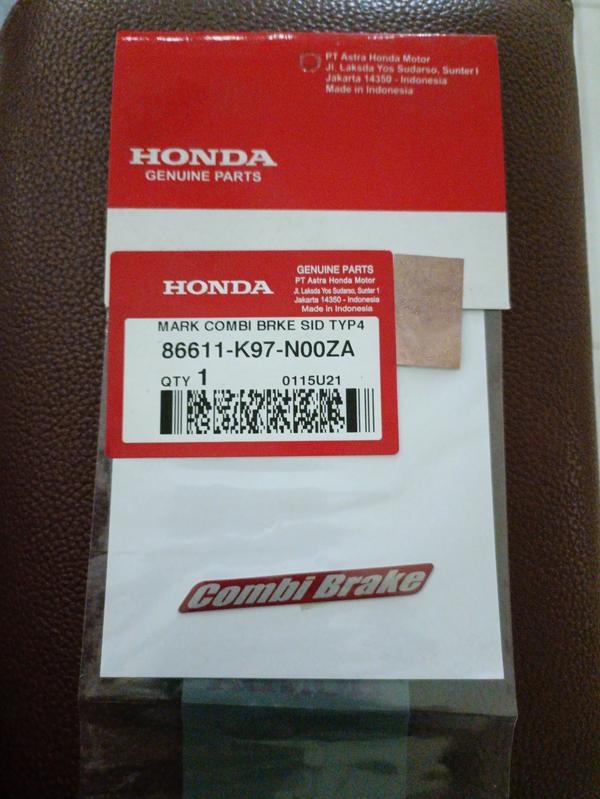 PT Astra Honda Motor
Jl. Laksda Yos Sudarso, Sunter I
Jakarta 14350 - Indonesia
Made in Indonesia
HONDA
GENUINE PARTS
HONDA
GENUINE PARTS
PT Astra Honda Motor
Jl. Laksda Yos Sudarso, Sunter 1
Jakarta 14350 - Indonesia
Made in Indonesia
MARK COMBI BRKE SID TYP4
86611-K97-N00ZA
QTY 1 0115U21
Combi Brake